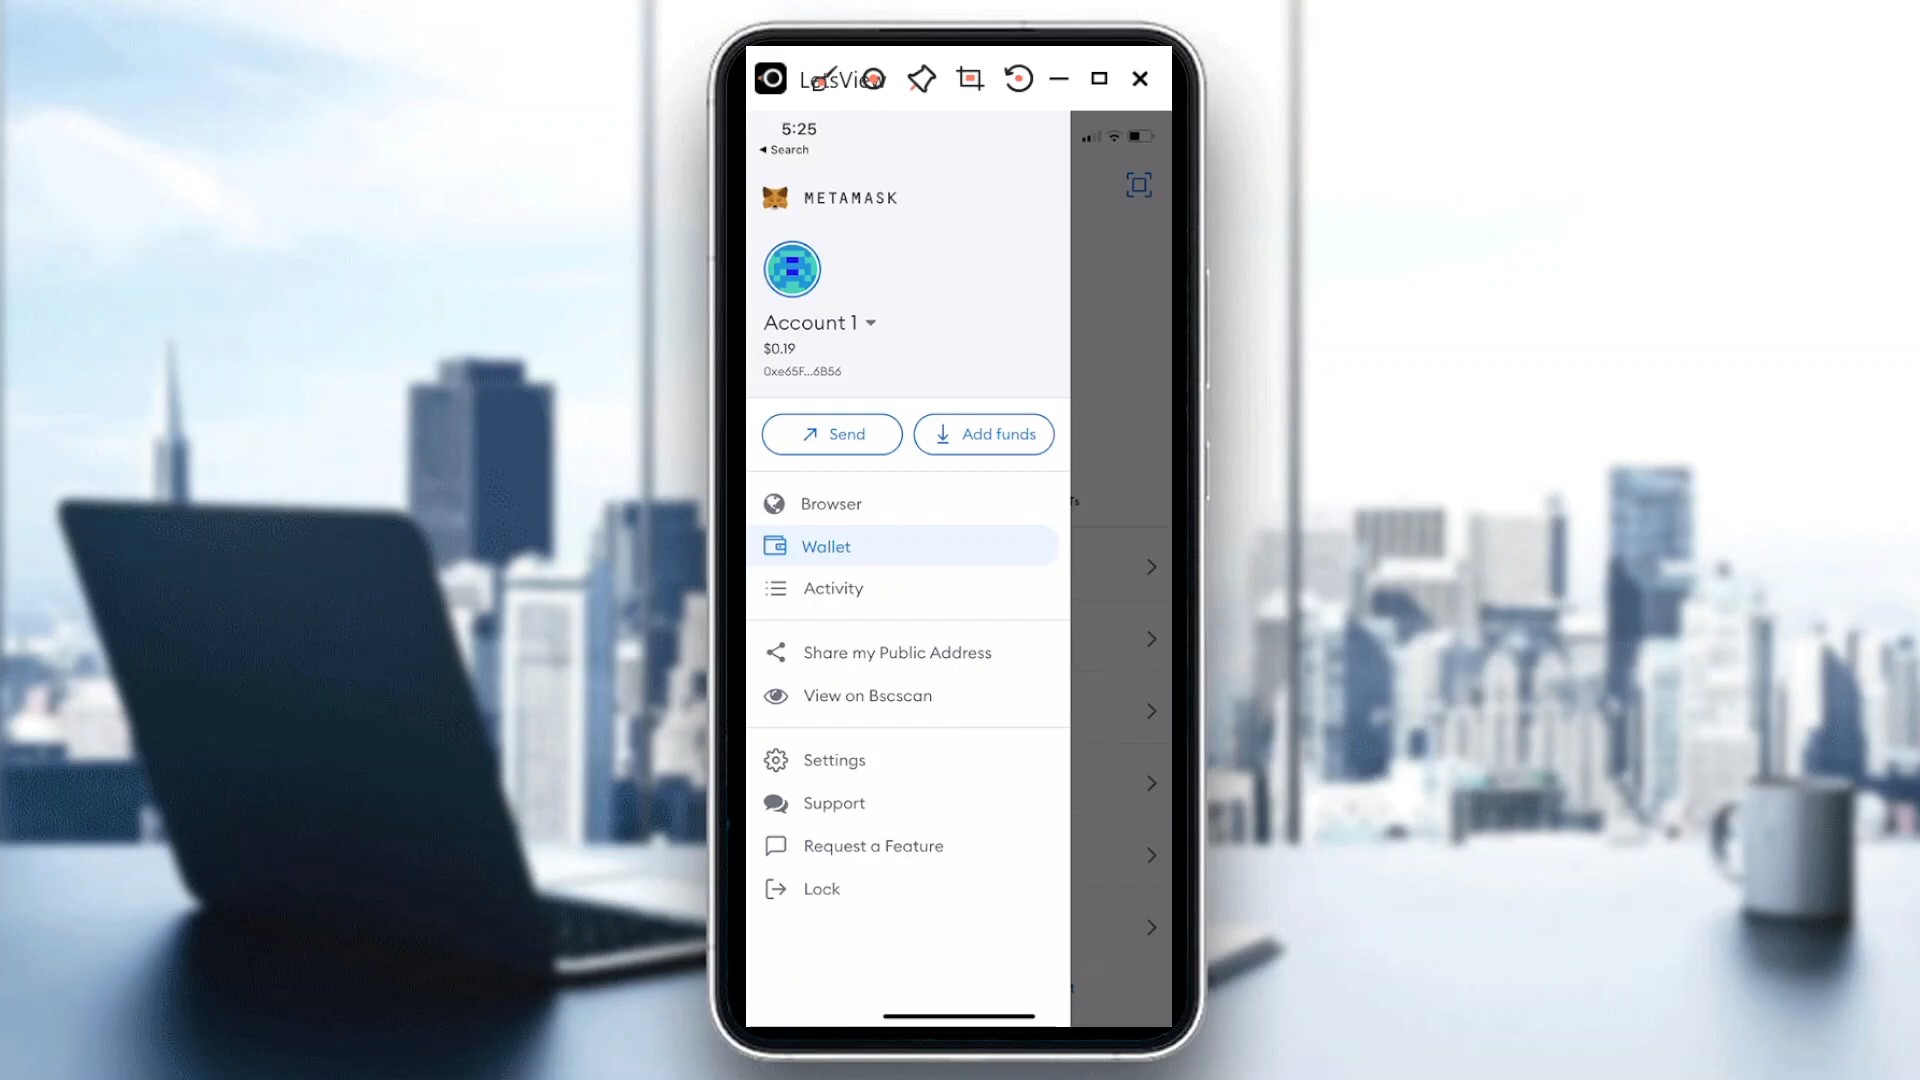 LetsView
5:25
◄ Search
METAMASK
Account 1
$0.19
0xe65F...6B56
Send
Add funds
Browser
Wallet
Activity
Share my Public Address
View on Bscscan
Settings
Support
Request a Feature
Lock